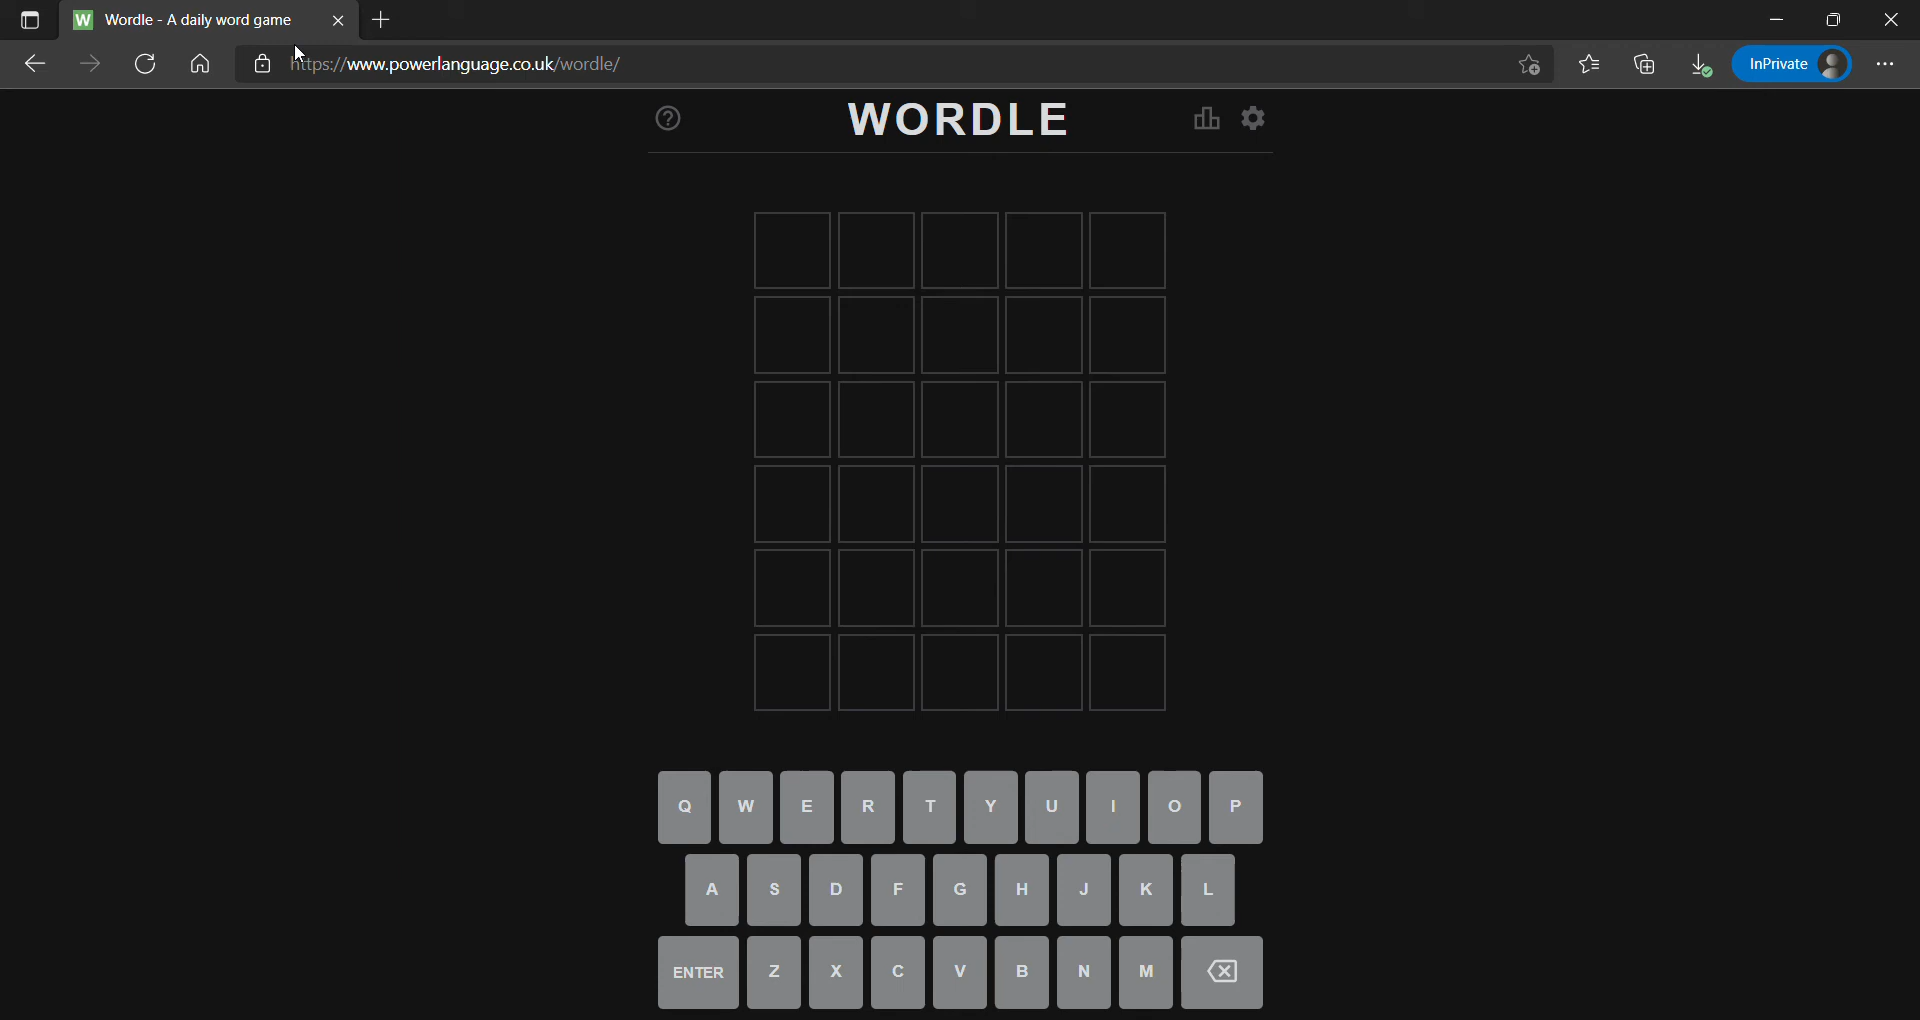 W Wordle - A daily word game
https://www.powerlanguage.co.uk/wordle/
InPrivate
WORDLE
Q W E R T Y U I O P
A S D F G H J K L
ENTER Z X C V B N M